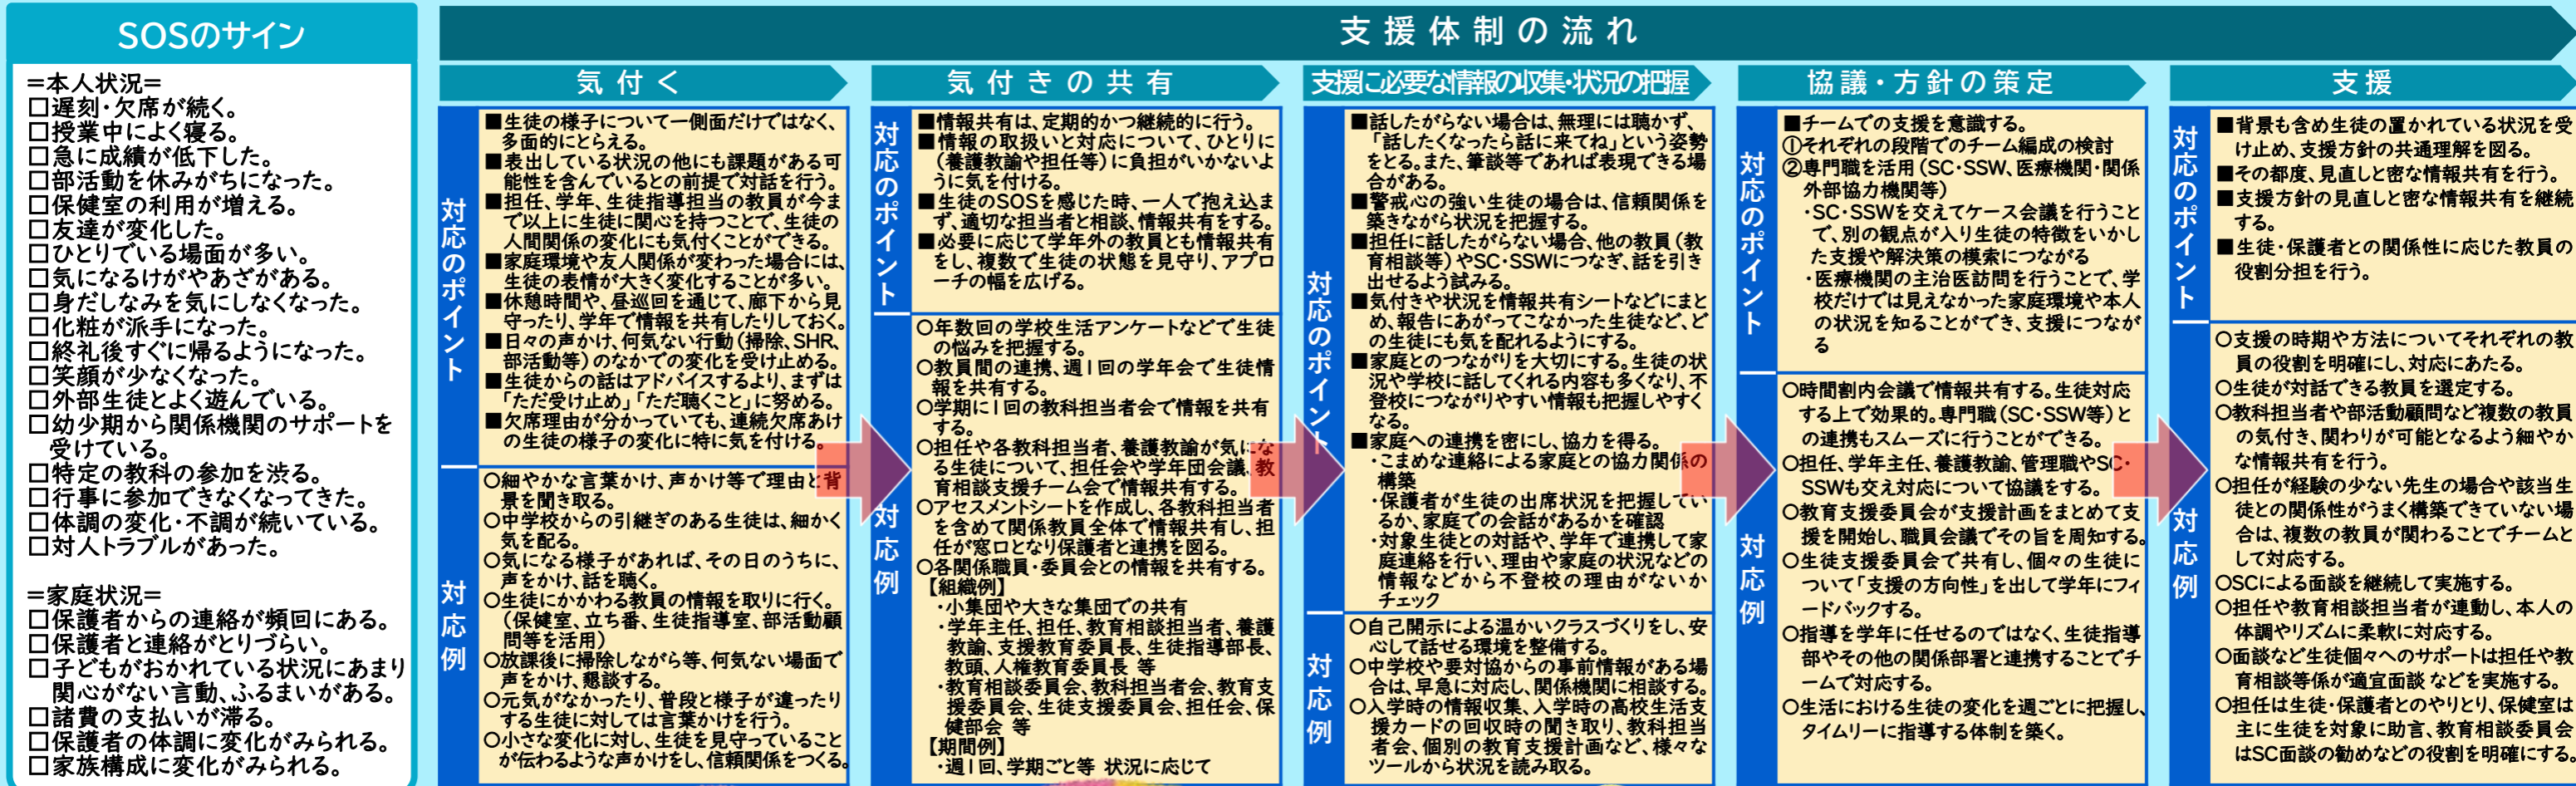 SOSのサイン
=本人状況=
□遅刻・欠席が続く。
□授業中によく寝る。
□急に成績が低下した。
□部活動を休みがちになった。
□保健室の利用が増える。
□友達が変化した。
□ひとりでいる場面が多い。
□気になるけがやあざがある。
□身だしなみを気にしなくなった。
□化粧が派手になった。
□終礼後すぐに帰るようになった。
□笑顔が少なくなった。
□外部生徒とよく遊んでいる。
□幼少期から関係機関のサポートを
受けている。
□特定の教科の参加を渋る。
□行事に参加できなくなってきた。
□体調の変化・不調が続いている。
□対人トラブルがあった。
=家庭状況=
□保護者からの連絡が頻回にある。
□保護者と連絡がとりづらい。
□子どもがおかれている状況にあまり
関心がない言動、ふるまいがある。
□諸費の支払いが滞る。
□保護者の体調に変化がみられる。
□家族構成に変化がみられる。
支援体制の流れ
気付く
対応のポイント
■生徒の様子について一側面だけではなく、
多面的にとらえる。
■表出している状況の他にも課題がある可
能性を含んでいるとの前提で対話を行う。
■担任、学年、生徒指導担当の教員が今ま
で以上に生徒に関心を持つことで、生徒の
人間関係の変化にも気付くことができる。
■家庭環境や友人関係が変わった場合には、
生徒の表情が大きく変化することが多い。
■休憩時間や、昼巡回を通じて、廊下から見
守ったり、学年で情報を共有したりしておく。
■日々の声かけ、何気ない行動(掃除、SHR、
部活動等)のなかでの変化を受け止める。
■生徒からの話はアドバイスするより、まずは
「ただ受け止め」「ただ聴くこと」に努める。
■欠席理由が分かっていても、連続欠席あけ
の生徒の様子の変化に特に気を付ける。
対応例
○細やかな言葉かけ、声かけ等で理由と背
景を聞き取る。
○中学校からの引継ぎのある生徒は、細かく
気を配る。
○気になる様子があれば、その日のうちに、
声をかけ、話を聴く。
○生徒にかかわる教員の情報を取りに行く。
(保健室、立ち番、生徒指導室、部活動顧
問等を活用)
○放課後に掃除しながら等、何気ない場面で
声をかけ、懇談する。
○元気がなかったり、普段と様子が違ったり
する生徒に対しては言葉かけを行う。
○小さな変化に対し、生徒を見守っていること
が伝わるような声かけをし、信頼関係をつくる。
気付きの共有
対応のポイント
■情報共有は、定期的かつ継続的に行う。
■情報の取扱いと対応について、ひとりに
(養護教諭や担任等)に負担がいかないよ
うに気を付ける。
■生徒のSOSを感じた時、一人で抱え込ま
ず、適切な担当者と相談、情報共有をする。
■必要に応じて学年外の教員とも情報共有
をし、複数で生徒の状態を見守り、アプロ
ーチの幅を広げる。
対応例
○年数回の学校生活アンケートなどで生徒
の悩みを把握する。
○教員間の連携、週1回の学年会で生徒情
報を共有する。
○学期に1回の教科担当者会で情報を共有
する。
○担任や各教科担当者、養護教諭が気にな
る生徒について、担任会や学年団会議、教
育相談支援チーム会で情報共有する。
○アセスメントシートを作成し、各教科担当者
を含めて関係教員全体で情報共有し、担
任が窓口となり保護者と連携を図る。
○各関係職員・委員会との情報を共有する。
【組織例】
・小集団や大きな集団での共有
・学年主任、担任、教育相談担当者、養護
教諭、支援教育委員長、生徒指導部長、
教頭、人権教育委員長 等
・教育相談委員会、教科担当者会、教育支
援委員会、生徒支援委員会、担任会、保
健部会 等
【期間例】
・週1回、学期ごと等 状況に応じて
支援に必要な情報の収集・状況の把握
対応のポイント
■話したがらない場合は、無理には聴かず、
「話したくなったら話に来てね」という姿勢
をとる。また、筆談等であれば表現できる場
合がある。
■警戒心の強い生徒の場合は、信頼関係を
築きながら状況を把握する。
■担任に話したがらない場合、他の教員(教
育相談等)やSC・SSWにつなぎ、話を引き
出せるよう試みる。
■気付きや状況を情報共有シートなどにまと
め、報告にあがってこなかった生徒など、ど
の生徒にも気を配れるようにする。
■家庭とのつながりを大切にする。生徒の状
況や学校に話してくれる内容も多くなり、不
登校につながりやすい情報も把握しやすく
なる。
■家庭への連携を密にし、協力を得る。
・こまめな連絡による家庭との協力関係の
構築
・保護者が生徒の出席状況を把握してい
るか、家庭での会話があるかを確認
・対象生徒との対話や、学年で連携して家
庭連絡を行い、理由や家庭の状況などの
情報などから不登校の理由がないか
チェック
対応例
○自己開示による温かいクラスづくりをし、安
心して話せる環境を整備する。
○中学校や要対協からの事前情報がある場
合は、早急に対応し、関係機関に相談する。
○入学時の情報収集、入学時の高校生活支
援カードの回収時の聞き取り、教科担当
者会、個別の教育支援計画など、様々な
ツールから状況を読み取る。
協議・方針の策定
対応のポイント
■チームでの支援を意識する。
①それぞれの段階でのチーム編成の検討
②専門職を活用(SC・SSW、医療機関・関係
外部協力機関等)
・SC・SSWを交えてケース会議を行うこと
で、別の観点が入り生徒の特徴をいかし
た支援や解決策の模索につながる
・医療機関の主治医訪問を行うことで、学
校だけでは見えなかった家庭環境や本人
の状況を知ることができ、支援につなが
る
対応例
○時間割内会議で情報共有する。生徒対応
する上で効果的。専門職(SC・SSW等)と
の連携もスムーズに行うことができる。
○担任、学年主任、養護教諭、管理職やSC・
SSWも交え対応について協議をする。
○教育支援委員会が支援計画をまとめて支
援を開始し、職員会議でその旨を周知する。
○生徒支援委員会で共有し、個々の生徒に
ついて「支援の方向性」を出して学年にフィ
ードバックする。
○指導を学年に任せるのではなく、生徒指導
部やその他の関係部署と連携することでチ
ームで対応する。
○生活における生徒の変化を週ごとに把握し、
タイムリーに指導する体制を築く。
支援
対応のポイント
■背景も含め生徒の置かれている状況を受
け止め、支援方針の共通理解を図る。
■その都度、見直しと密な情報共有を行う。
■支援方針の見直しと密な情報共有を継続
する。
■生徒・保護者との関係性に応じた教員の
役割分担を行う。
対応例
○支援の時期や方法についてそれぞれの教
員の役割を明確にし、対応にあたる。
○生徒が対話できる教員を選定する。
○教科担当者や部活動顧問など複数の教員
の気付き、関わりが可能となるよう細やか
な情報共有を行う。
○担任が経験の少ない先生の場合や該当生
徒との関係性がうまく構築できていない場
合は、複数の教員が関わることでチームと
して対応する。
○SCによる面談を継続して実施する。
○担任や教育相談担当者が連動し、本人の
体調やリズムに柔軟に対応する。
○面談など生徒個々へのサポートは担任や教
育相談等係が適宜面談 などを実施する。
○担任は生徒・保護者とのやりとり、保健室は
主に生徒を対象に助言、教育相談委員会
はSC面談の勧めなどの役割を明確にする。